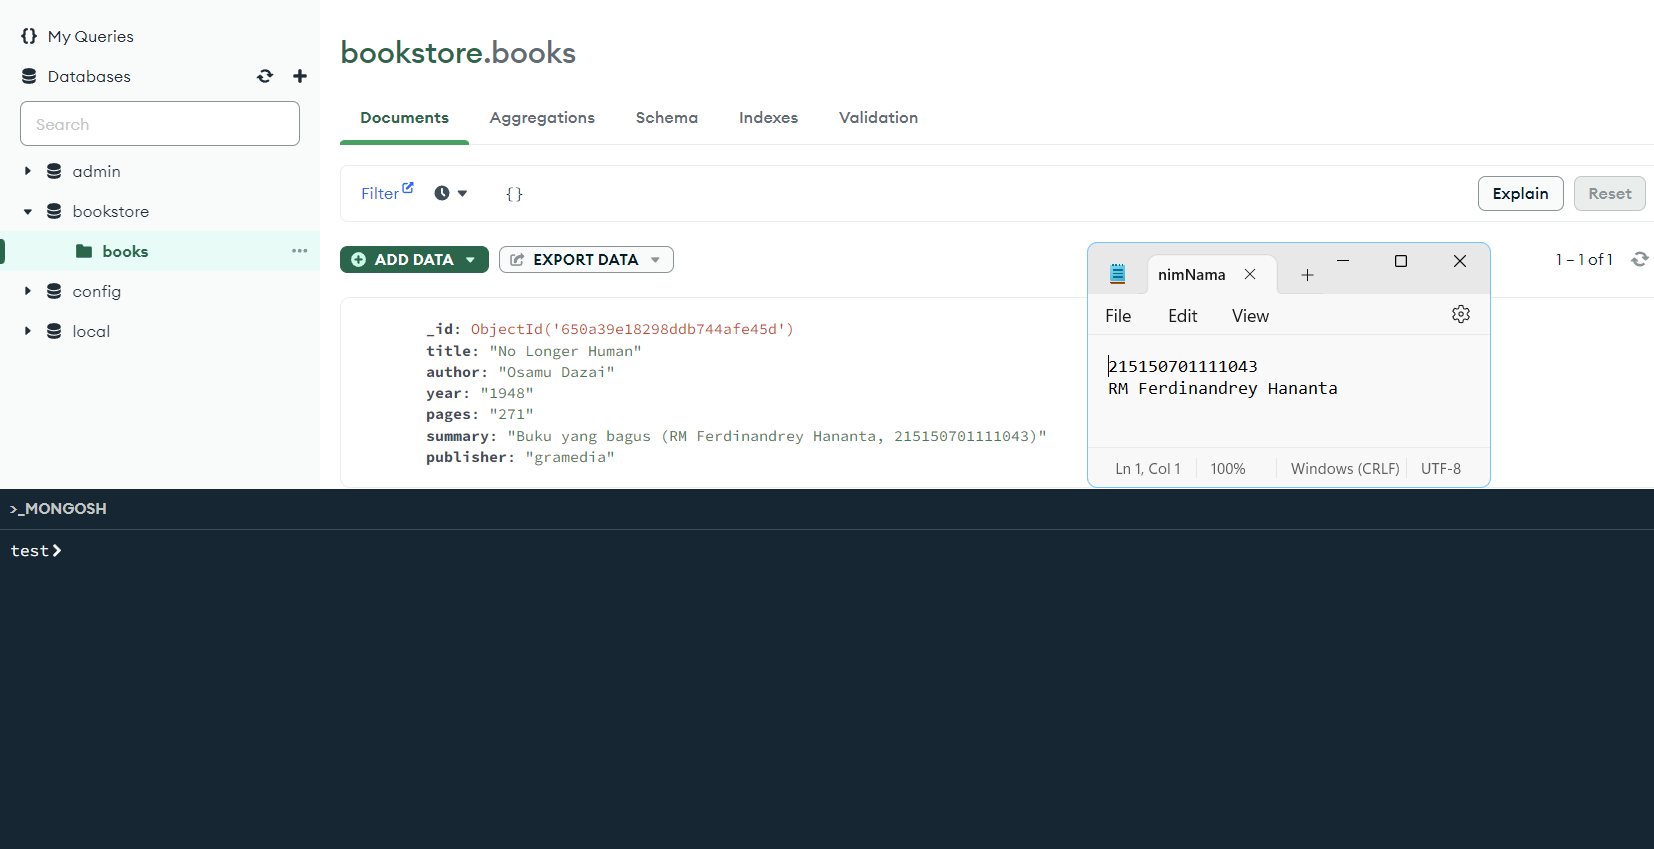 My Queries
Databases
Search
admin
bookstore
books
config
local
bookstore.books
Documents Aggregations Schema Indexes Validation
Filter {} Explain Reset
ADD DATA EXPORT DATA 1 – 1 of 1
_id: ObjectId('650a39e18298ddb744afe45d')
title: "No Longer Human"
author: "Osamu Dazai"
year: "1948"
pages: "271"
summary: "Buku yang bagus (RM Ferdinandrey Hananta, 215150701111043)"
publisher: "gramedia"
nimNama
File Edit View
215150701111043
RM Ferdinandrey Hananta
Ln 1, Col 1 100% Windows (CRLF) UTF-8
>_MONGOSH
test>